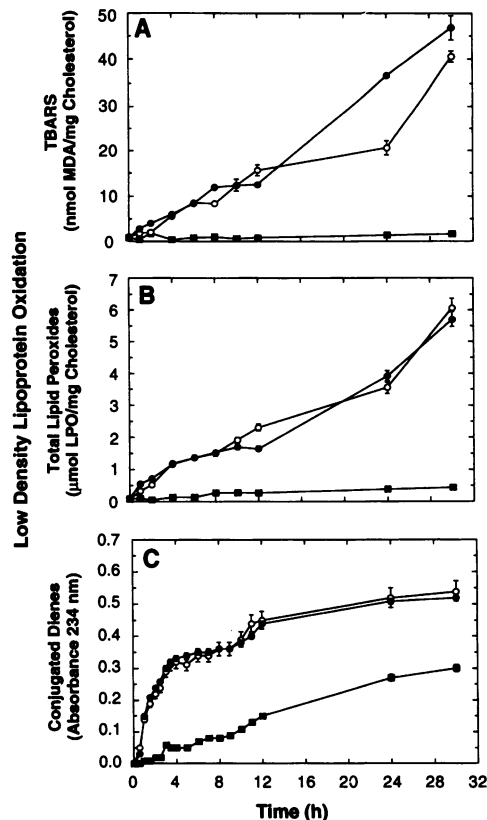 Low Density Lipoprotein Oxidation
A
TBARS
(nmol MDA/mg Cholesterol)
50
40
30
20
10
0
B
Total Lipid Peroxides
(μmol LPO/mg Cholesterol)
7
6
5
4
3
2
1
0
C
Conjugated Dienes
(Absorbance 234 nm)
0.7
0.6
0.5
0.4
0.3
0.2
0.1
0.0
0 4 8 12 16 20 24 28 32
Time (h)